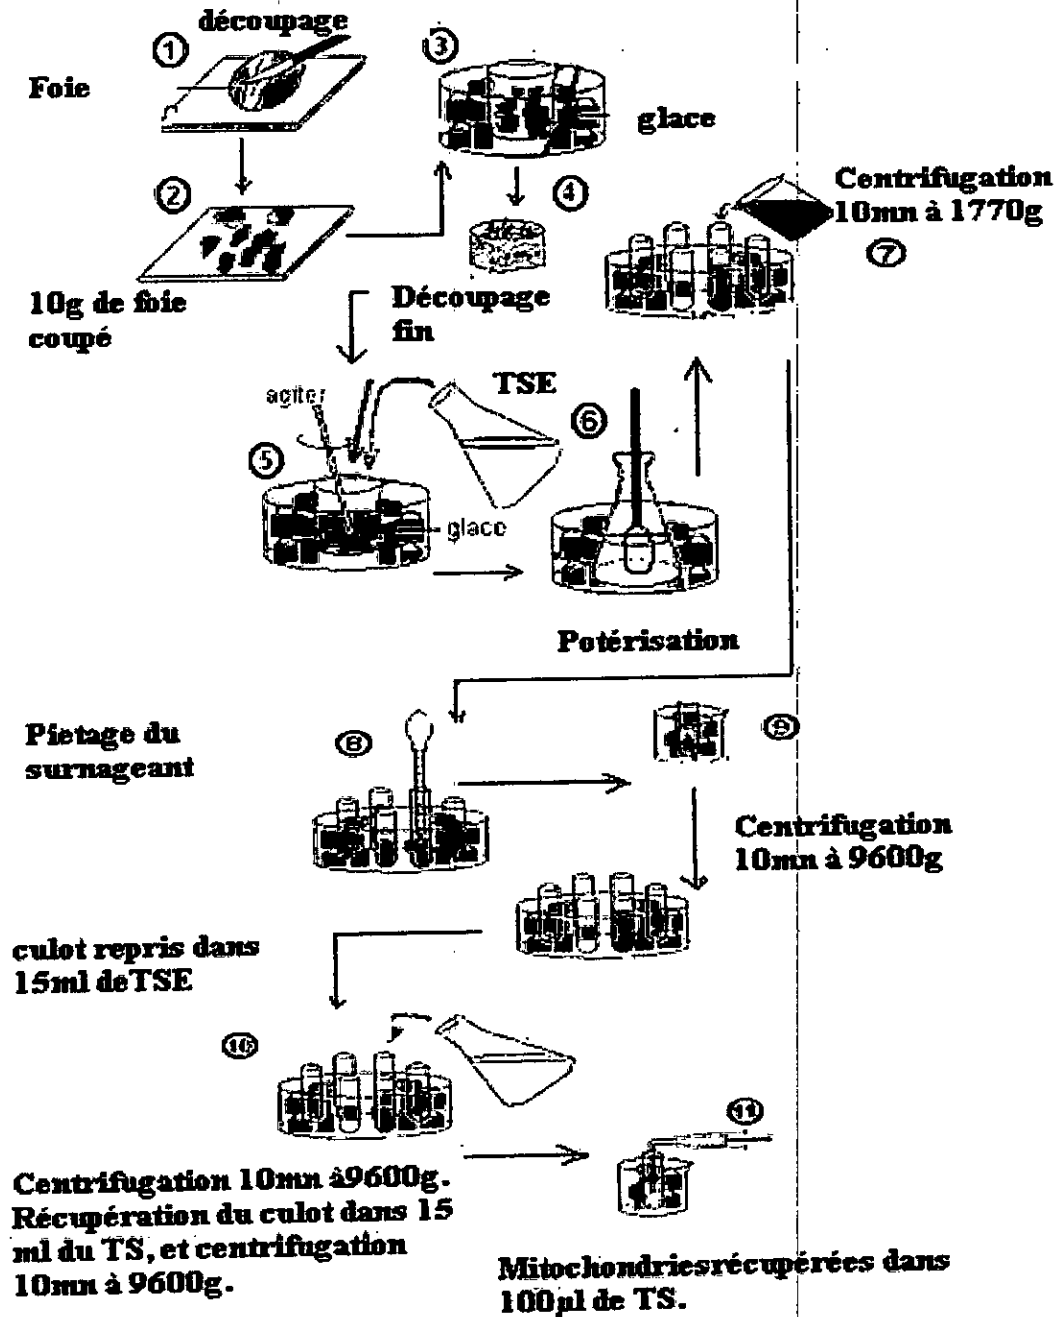 découpage
①
Foie
②
10g de foie
coupé
③
glace
④
Découpage
fin
Centrifugation
10mn à 1770g
⑦
TSE
agiter
⑤
glace
⑥
Potérisation
Pietage du
surnageant
⑧
⑨
Centrifugation
10mn à 9600g
culot repris dans
15ml deTSE
⑩
Centrifugation 10mn à9600g.
Récupération du culot dans 15
ml du TS, et centrifugation
10mn à 9600g.
⑪
Mitochondriesrécupérées dans
100µl de TS.